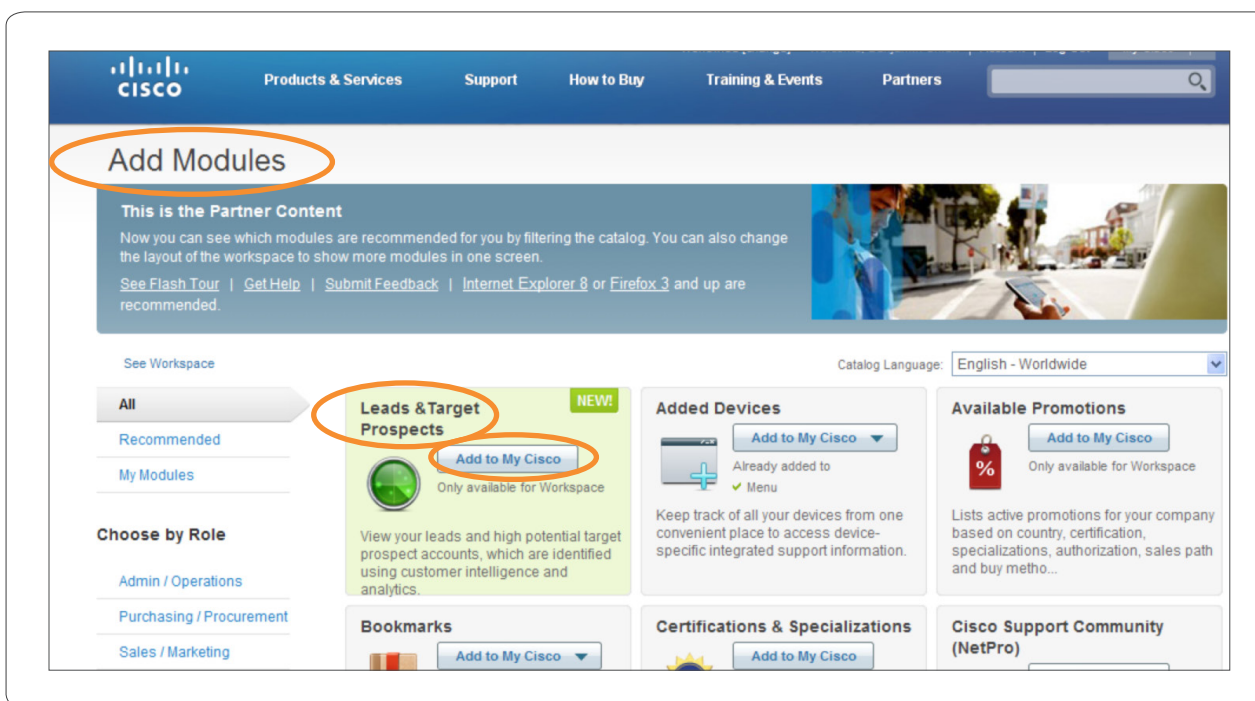 CISCO
Products & Services Support How to Buy Training & Events Partners
Add Modules
This is the Partner Content
Now you can see which modules are recommended for you by filtering the catalog. You can also change
the layout of the workspace to show more modules in one screen.
See Flash Tour | Get Help | Submit Feedback | Internet Explorer 8 or Firefox 3 and up are
recommended.
See Workspace
Catalog Language: English - Worldwide
All
Recommended
My Modules
Choose by Role
Admin / Operations
Purchasing / Procurement
Sales / Marketing
Leads & Target
Prospects
NEW!
Add to My Cisco
Only available for Workspace
View your leads and high potential target
prospect accounts, which are identified
using customer intelligence and
analytics.
Added Devices
Add to My Cisco
Already added to
Menu
Keep track of all your devices from one
convenient place to access device-
specific integrated support information.
Available Promotions
Add to My Cisco
%
Only available for Workspace
Lists active promotions for your company
based on country, certification,
specializations, authorization, sales path
and buy metho...
Bookmarks
Add to My Cisco
Certifications & Specializations
Add to My Cisco
Cisco Support Community
(NetPro)